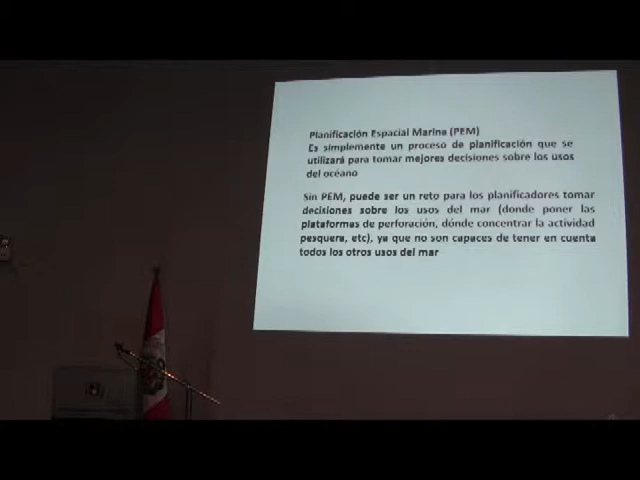 Planificación Espacial Marina (PEM)
Es simplemente un proceso de planificación que se
utilizará para tomar mejores decisiones sobre los usos
del océano
Sin PEM, puede ser un reto para los planificadores tomar
decisiones sobre los usos del mar (donde poner las
plataformas de perforación, dónde concentrar la actividad
pesquera, etc), ya que no son capaces de tener en cuenta
todos los otros usos del mar